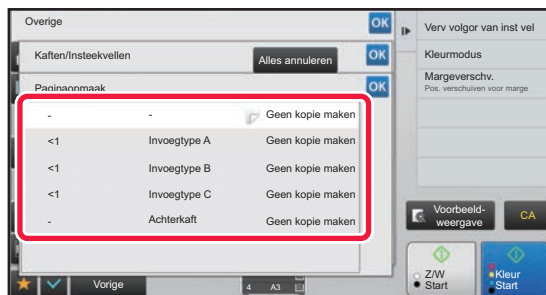 Overige
OK
Kaften/Insteekvellen
Alles annuleren
OK
Paginaopmaak
OK
- - Geen kopie maken
<1 Invoegtype A Geen kopie maken
<1 Invoegtype B Geen kopie maken
<1 Invoegtype C Geen kopie maken
- Achterkaft Geen kopie maken
Vorige
4 A3
Verv volgor van inst vel
Kleurmodus
Margeverschv.
Pos. verschuiven voor marge
Voorbeeld-
weergave
CA
Z/W
Start
Kleur
Start